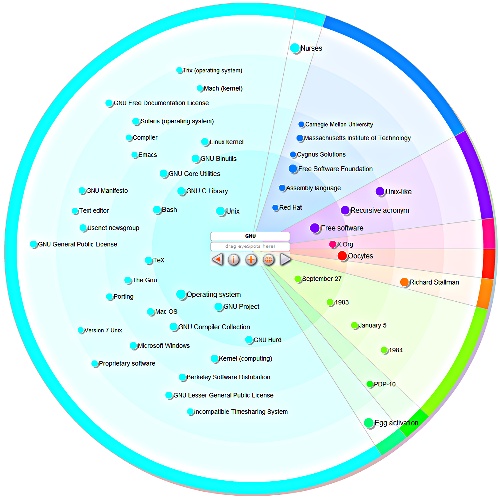 Nurses
Trix (operating system)
Mach (kernel)
GNU Free Documentation License
Solaris (operating system)
Carnegie Mellon University
Compiler
Linux kernel
Massachusetts Institute of Technology
Emacs
GNU Binutils
Cygnus Solutions
GNU Core Utilities
Free Software Foundation
GNU Manifesto
GNU C Library
Assembly language
Unix-like
Text editor
Bash
Unix
Red Hat
Recursive acronym
usenet newsgroup
Free software
GNU General Public License
GNU
X.Org
drag eyeSpots here!
TeX
Oocytes
The Gnu
September 27
Richard Stallman
Porting
Operating system
1983
Mac OS
GNU Project
Version 7 Unix
GNU Compiler Collection
January 5
Microsoft Windows
GNU Hurd
1984
Proprietary software
Kernel (computing)
Berkeley Software Distribution
PDP-10
GNU Lesser General Public License
Incompatible Timesharing System
Egg activation